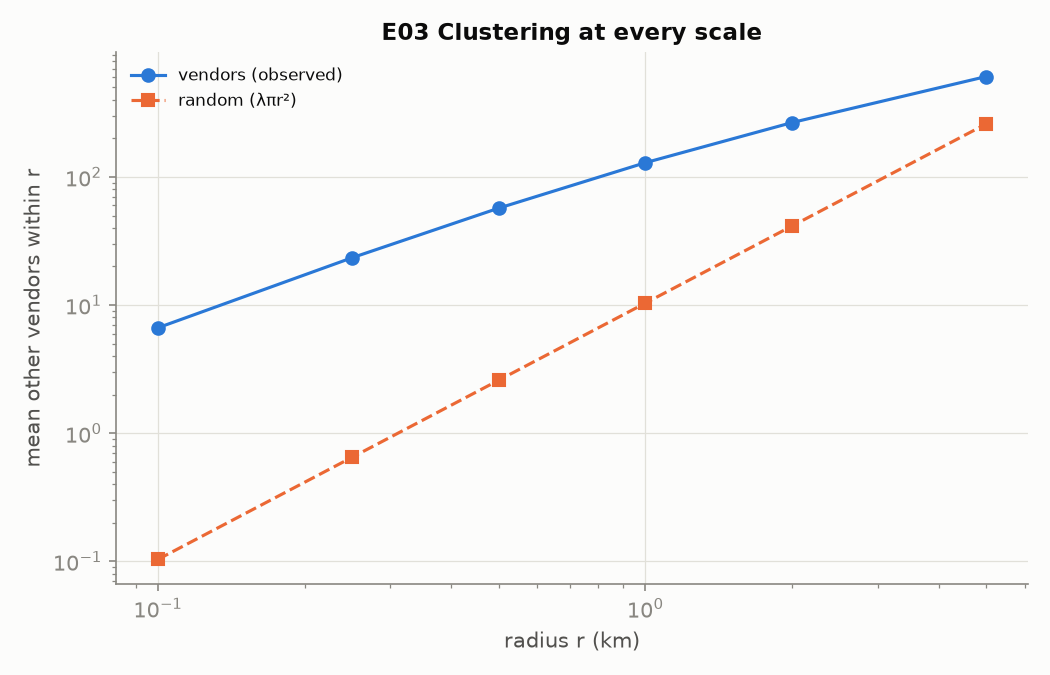 E03 Clustering at every scale
vendors (observed)
random (λπr²)
mean other vendors within r
10²
10¹
10⁰
10⁻¹
10⁻¹
10⁰
radius r (km)